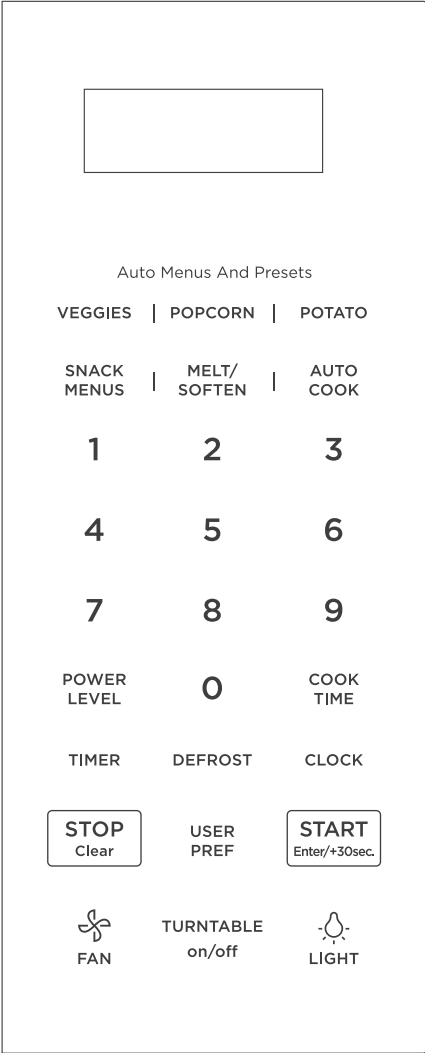 Auto Menus And Presets
VEGGIES | POPCORN | POTATO
SNACK MENUS | MELT/ SOFTEN | AUTO COOK
1 2 3
4 5 6
7 8 9
POWER LEVEL 0 COOK TIME
TIMER DEFROST CLOCK
STOP Clear USER PREF START Enter/+30sec.
FAN TURNTABLE on/off LIGHT